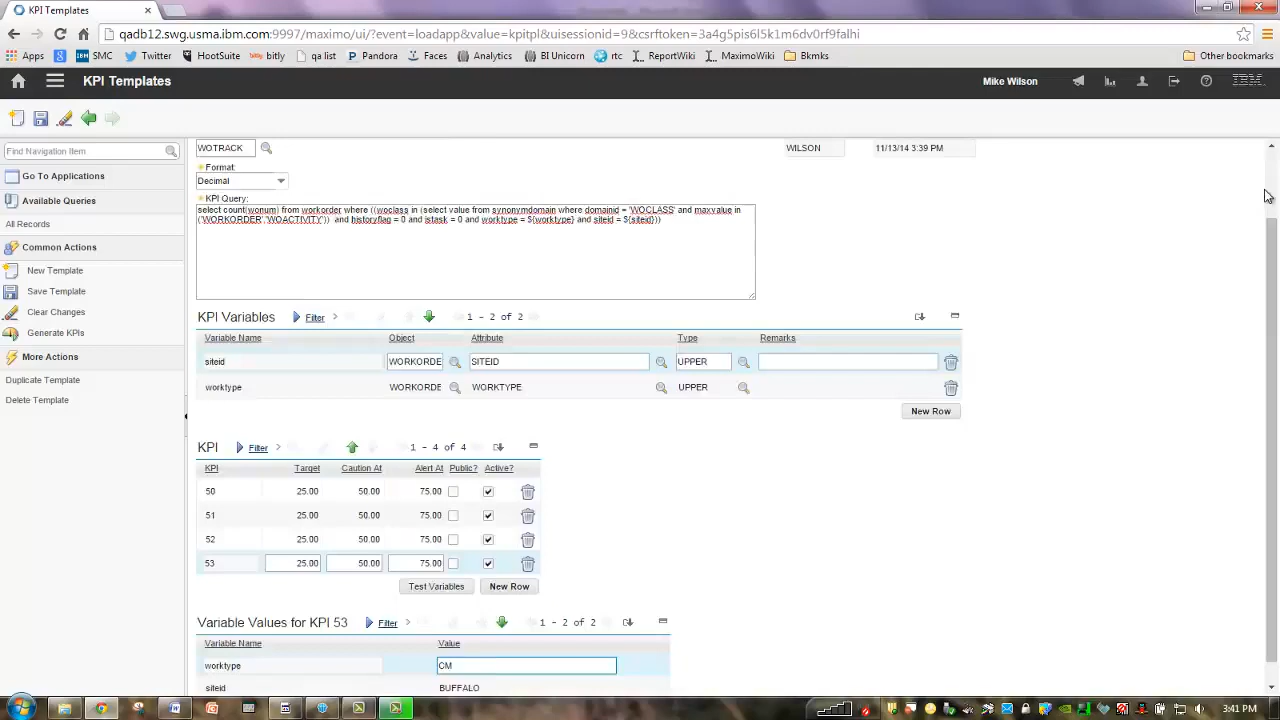 KPI Templates
qadb12.swg.usma.ibm.com:9997/maximo/ui/?event=loadapp&value=kpitpl&uisessionid=9&csrftoken=3a4g5pis6l5k1m6dv0rf9falhi
Apps SMC Twitter HootSuite bitly qa list Pandora Faces Analytics BI Unicorn rtc ReportWiki MaximoWiki Bkmks Other bookmarks
KPI Templates Mike Wilson IBM
Find Navigation Item
Go To Applications
Available Queries
All Records
Common Actions
New Template
Save Template
Clear Changes
Generate KPIs
More Actions
Duplicate Template
Delete Template
WOTRACK WILSON 11/13/14 3:39 PM
Format:
Decimal
KPI Query:
select count(wonum) from workorder where ((woclass in (select value from synonymdomain where domainid = 'WOCLASS' and maxvalue in
('WORKORDER','WOACTIVITY')) and historyflag = 0 and istask = 0 and worktype = ${worktype} and siteid = ${siteid}))
KPI Variables Filter 1 - 2 of 2
Variable Name Object Attribute Type Remarks
siteid WORKORDE SITEID UPPER
worktype WORKORDE WORKTYPE UPPER
New Row
KPI Filter 1 - 4 of 4
KPI Target Caution At Alert At Public? Active?
50 25.00 50.00 75.00
51 25.00 50.00 75.00
52 25.00 50.00 75.00
53 25.00 50.00 75.00
Test Variables New Row
Variable Values for KPI 53 Filter 1 - 2 of 2
Variable Name Value
worktype CM
siteid BUFFALO
3:41 PM